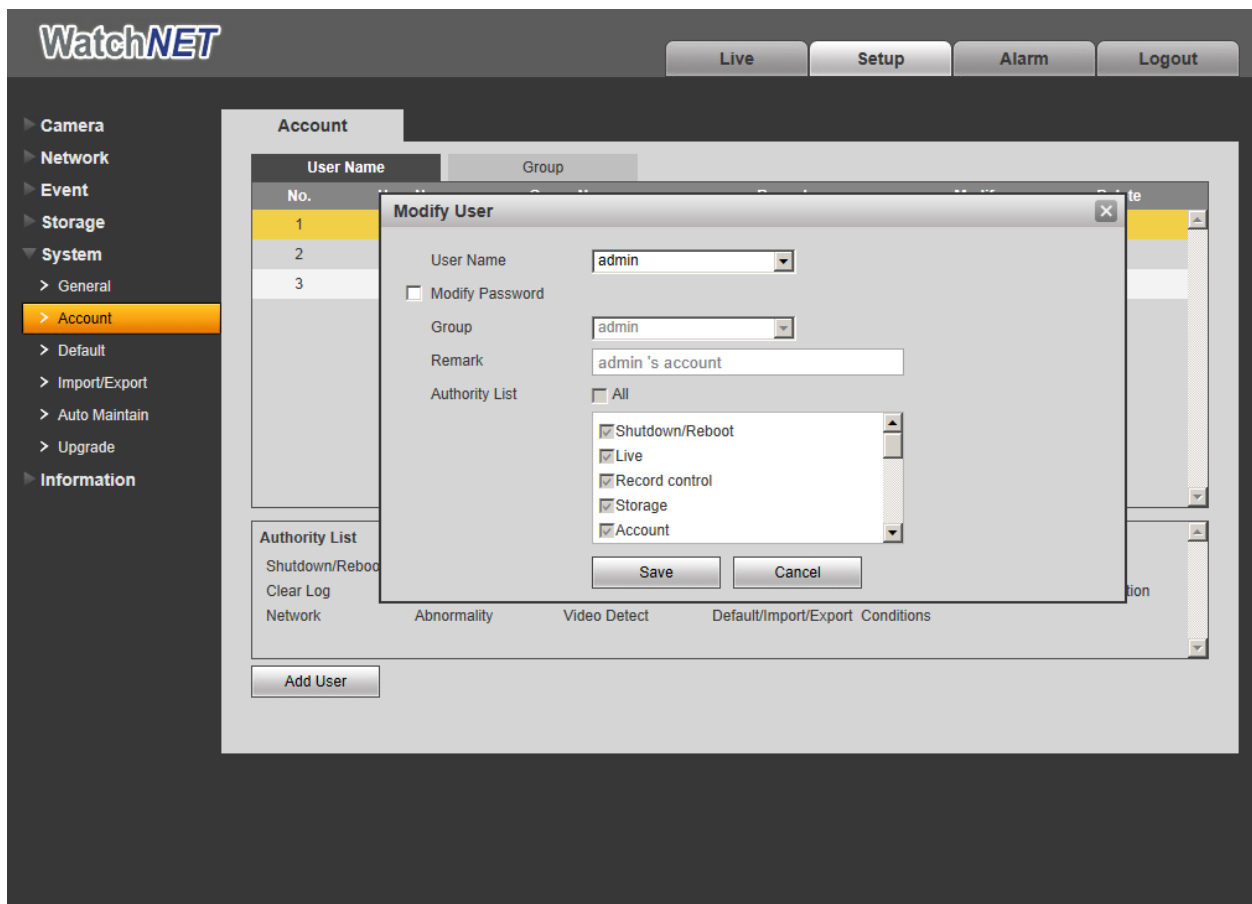 WatchNET
Live Setup Alarm Logout
Camera
Network
Event
Storage
System
> General
> Account
> Default
> Import/Export
> Auto Maintain
> Upgrade
Information
Account
User Name Group
No.
1
2
3
Modify User
User Name admin
Modify Password
Group admin
Remark admin 's account
Authority List All
Shutdown/Reboot
Live
Record control
Storage
Account
Save Cancel
Authority List
Clear Log
Network Abnormality Video Detect Default/Import/Export Conditions
Add User